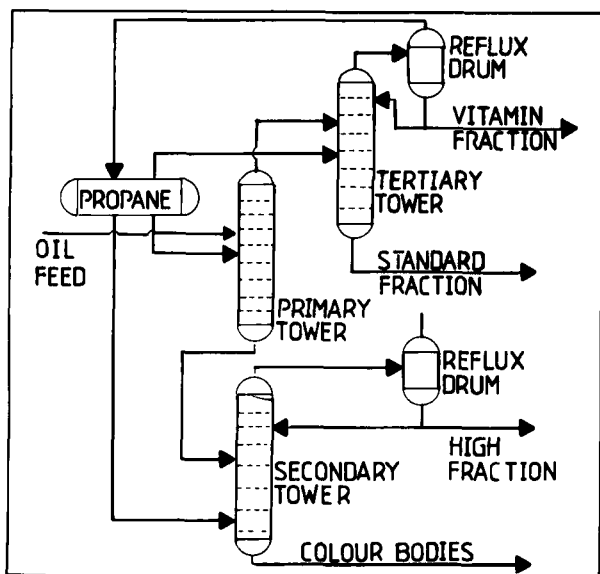 REFLUX
DRUM
VITAMIN
FRACTION
PROPANE
TERTIARY
TOWER
OIL
FEED
STANDARD
FRACTION
PRIMARY
TOWER
REFLUX
DRUM
HIGH
FRACTION
SECONDARY
TOWER
COLOUR BODIES